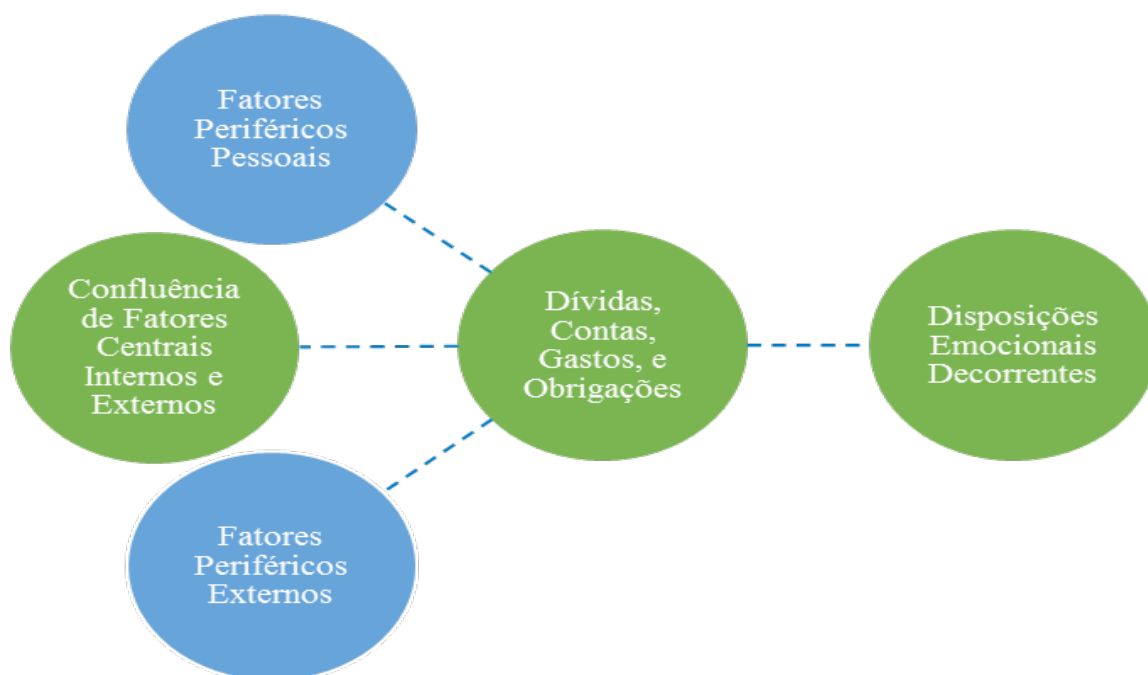 Fatores
Periféricos
Pessoais
Confluência
de Fatores
Centrais
Internos e
Externos
Dívidas,
Contas,
Gastos, e
Obrigações
Disposições
Emocionais
Decorrentes
Fatores
Periféricos
Externos